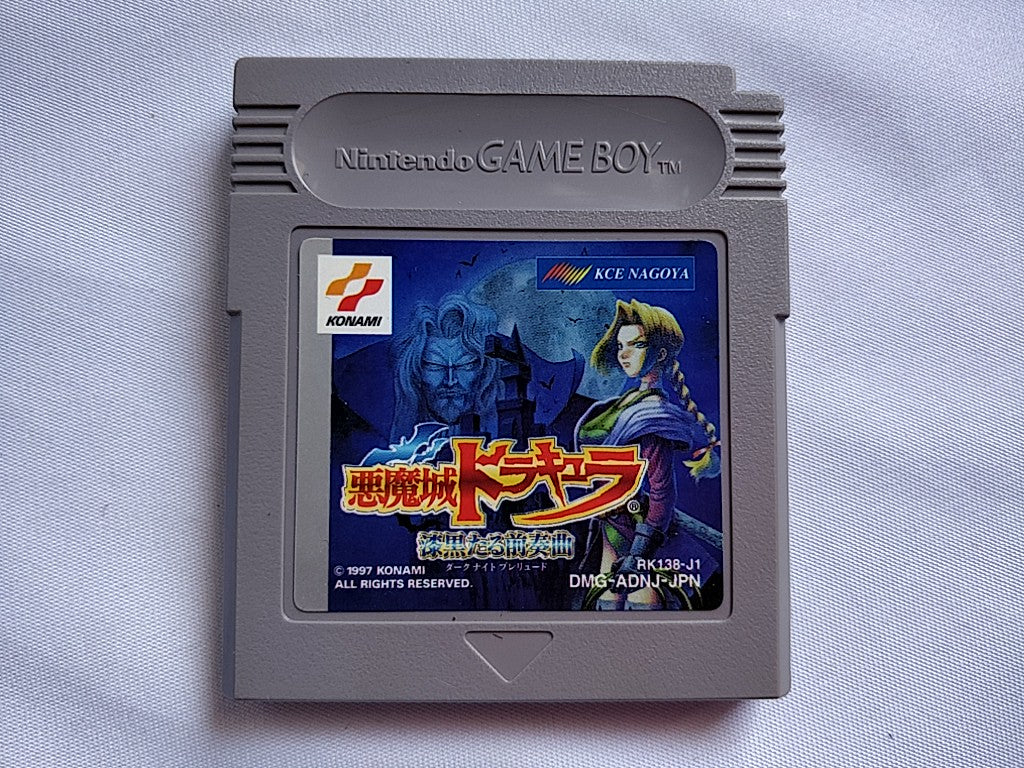 Nintendo GAME BOY TM
KONAMI
KCE NAGOYA
悪魔城ドラキュラ®
漆黒たる前奏曲
ダークナイトプレリュード
© 1997 KONAMI
ALL RIGHTS RESERVED.
RK138-J1
DMG-ADNJ-JPN